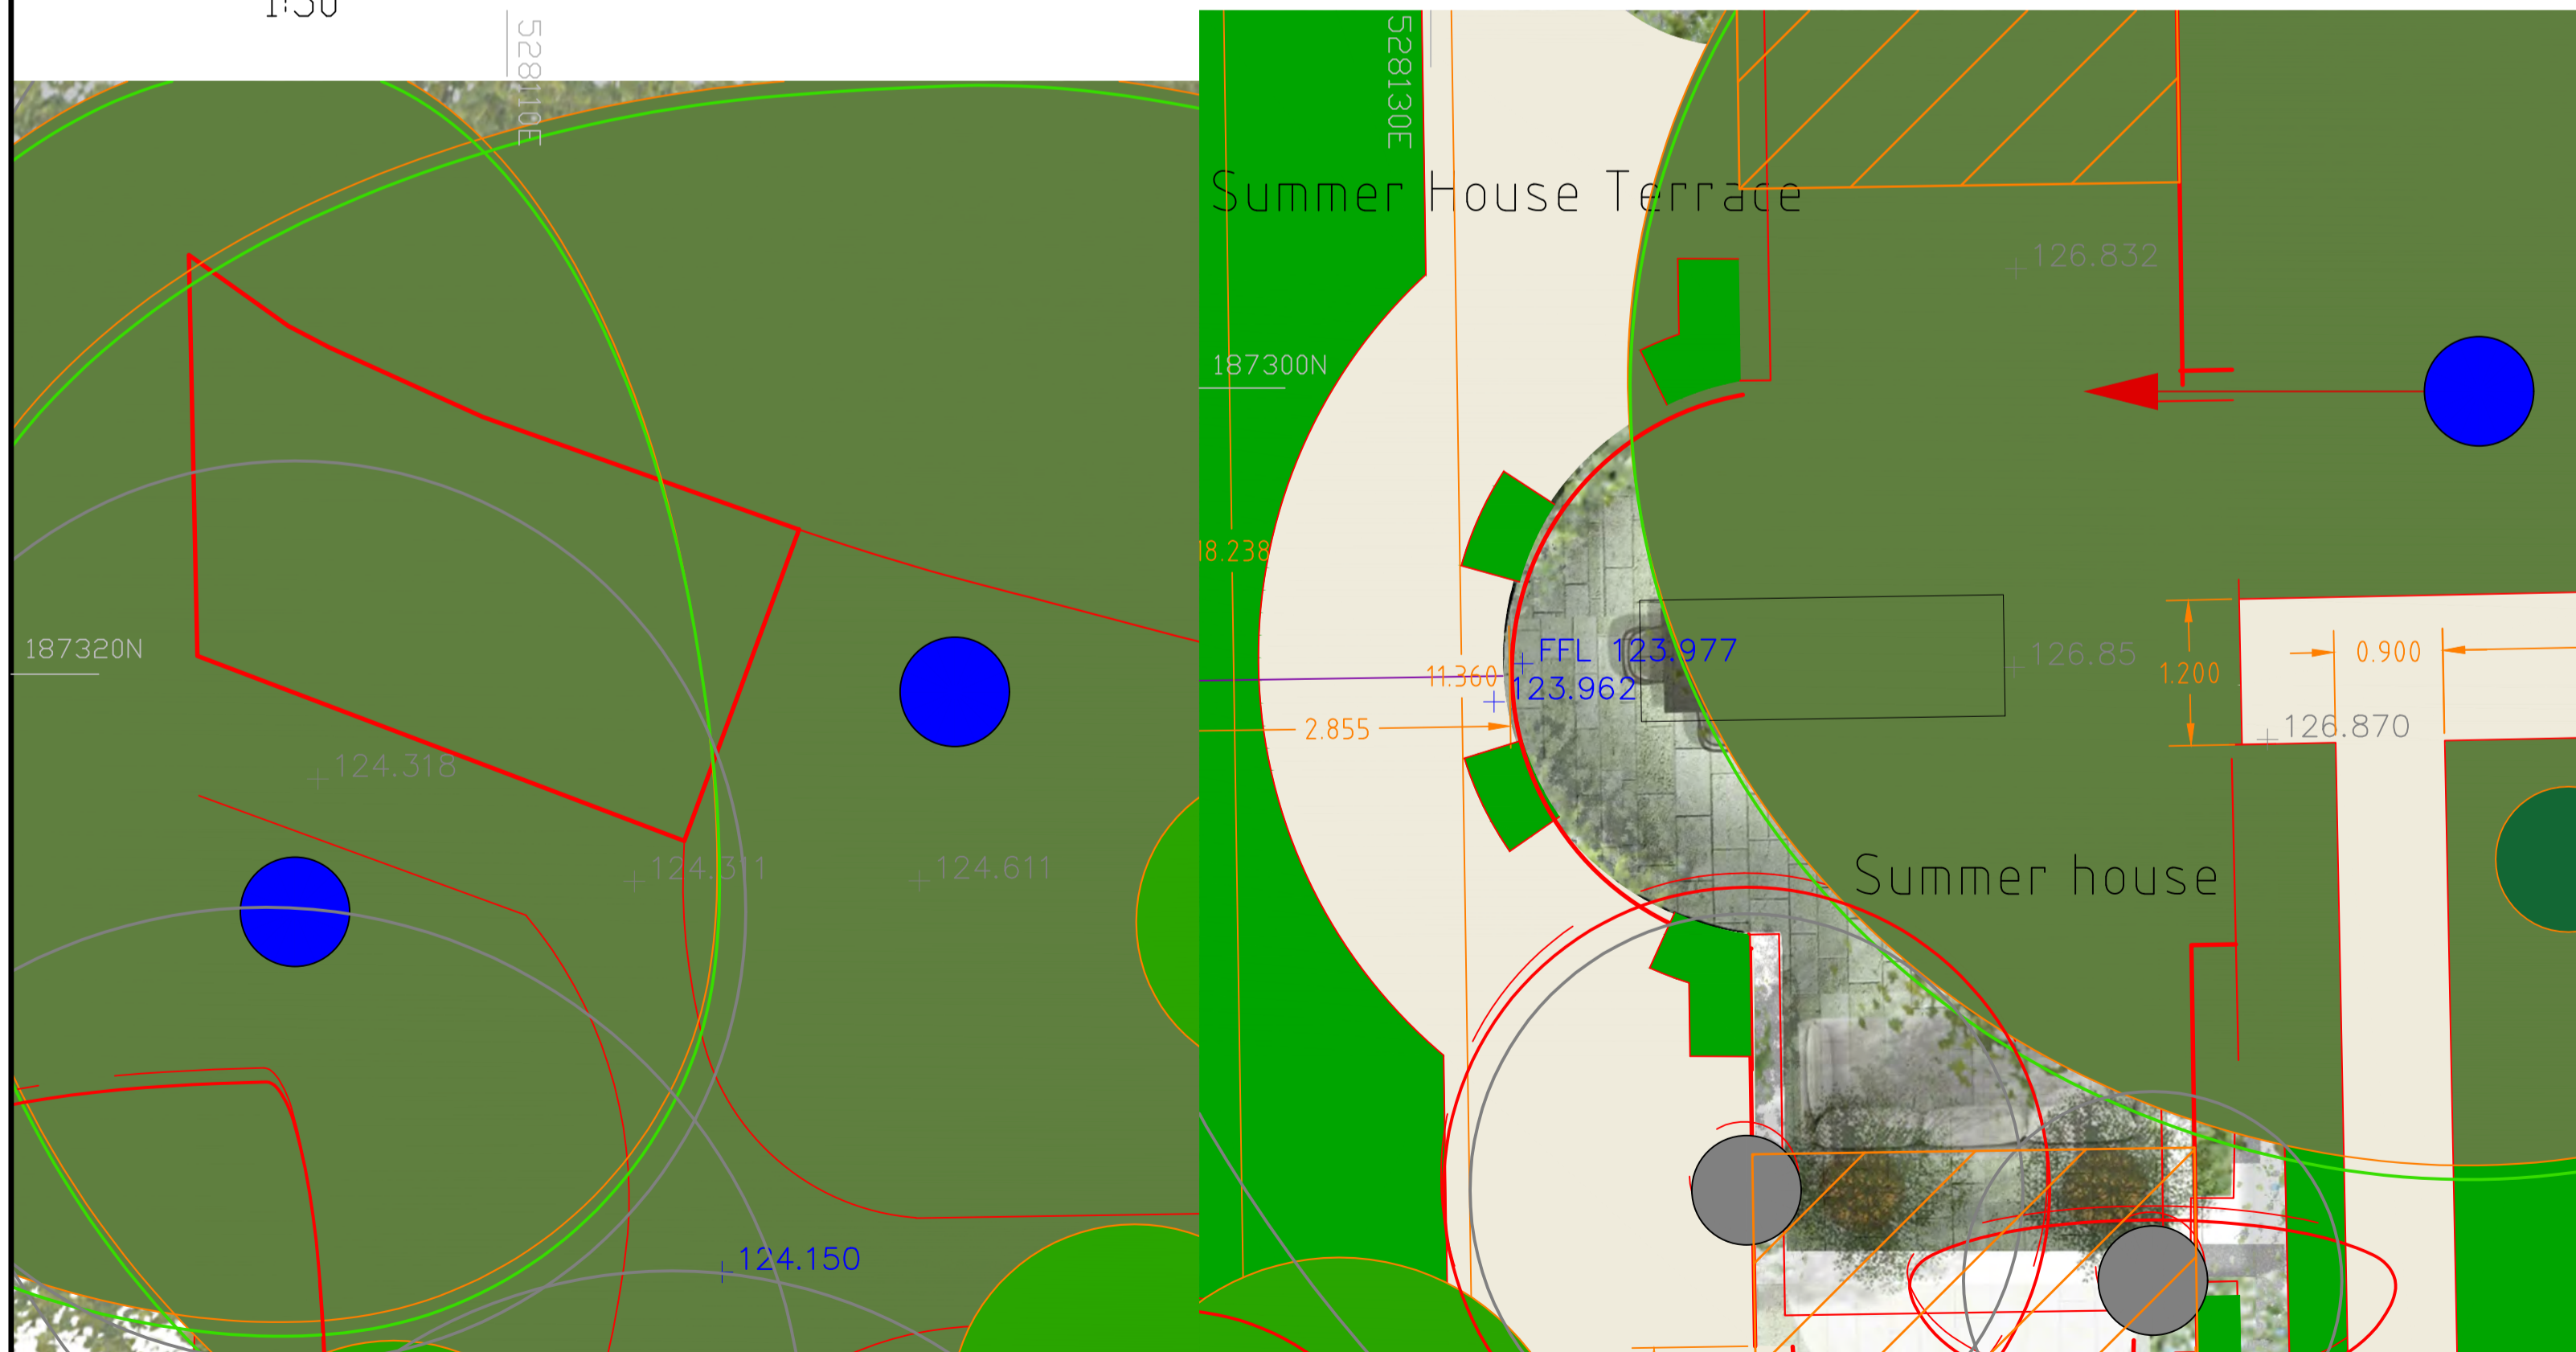 1:50
528110E
187320N
124.318
124.311
124.611
124.150
528130E
Summer House Terrace
126.832
187300N
18.238
FFL 123.977
11.360
123.962
2.855
126.85
1.200
0.900
126.870
Summer house